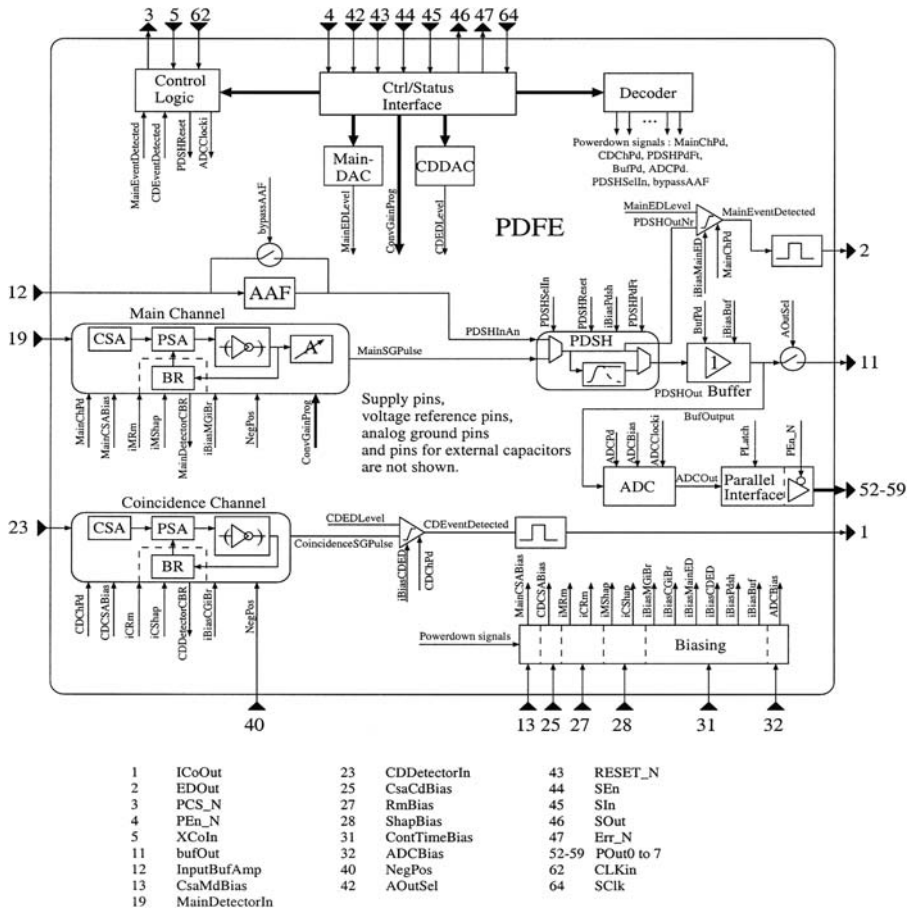 3 5 62 4 42 43 44 45 46 47 64
Control
Logic
Ctrl/Status
Interface
Decoder
MainEventDetected
CDEventDetected
PDSHReset
ADCClocki
Main-
DAC
CDDAC
Powerdown signals : MainChPd,
CDChPd, PDSHPdFt,
BufPd, ADCPd.
PDSHSelIn, bypassAAF
MainEDLevel
ConvGainProg
CDEDLevel
bypassAAF
PDFE
MainEDLevel
PDSHOutNr
MainEventDetected
iBiasMainED
MainChPd
2
12
AAF
PDSHInAn
PDSHSelIn
PDSHReset
iBiasPdsh
PDSHPdFt
BufPd
iBiasBuf
AOutSel
Main Channel
19
CSA
PSA
BR
A
MainSGPulse
PDSH
1
Buffer
11
PDSHOut
BufOutput
MainChPd
MainCSABias
iMRm
iMShap
MainDetectorCBR
iBiasMGiBr
NegPos
ConvGainProg
Supply pins,
voltage reference pins,
analog ground pins
and pins for external capacitors
are not shown.
ADCPd
ADCBias
ADCClocki
PLatch
PEn_N
ADC
ADCOut
Parallel
Interface
52-59
Coincidence Channel
23
CSA
PSA
BR
CDEDLevel
CoincidenceSGPulse
CDEventDetected
iBiasCDED
CDChPd
1
CDChPd
CDCSABias
iCRm
iCShap
CDDetectorCBR
iBiasCGiBr
NegPos
MainCSABias
CDCSABias
iMRm
iCRm
iMShap
iCShap
iBiasMGiBr
iBiasCGiBr
iBiasMainED
iBiasCDED
iBiasPdsh
iBiasBuf
ADCBias
Powerdown signals
Biasing
40 13 25 27 28 31 32
1 ICoOut 23 CDDetectorIn 43 RESET_N
2 EDOut 25 CsaCdBias 44 SEn
3 PCS_N 27 RmBias 45 SIn
4 PEn_N 28 ShapBias 46 SOut
5 XCoIn 31 ContTimeBias 47 Err_N
11 bufOut 32 ADCBias 52-59 POut0 to 7
12 InputBufAmp 40 NegPos 62 CLKin
13 CsaMdBias 42 AOutSel 64 SClk
19 MainDetectorIn